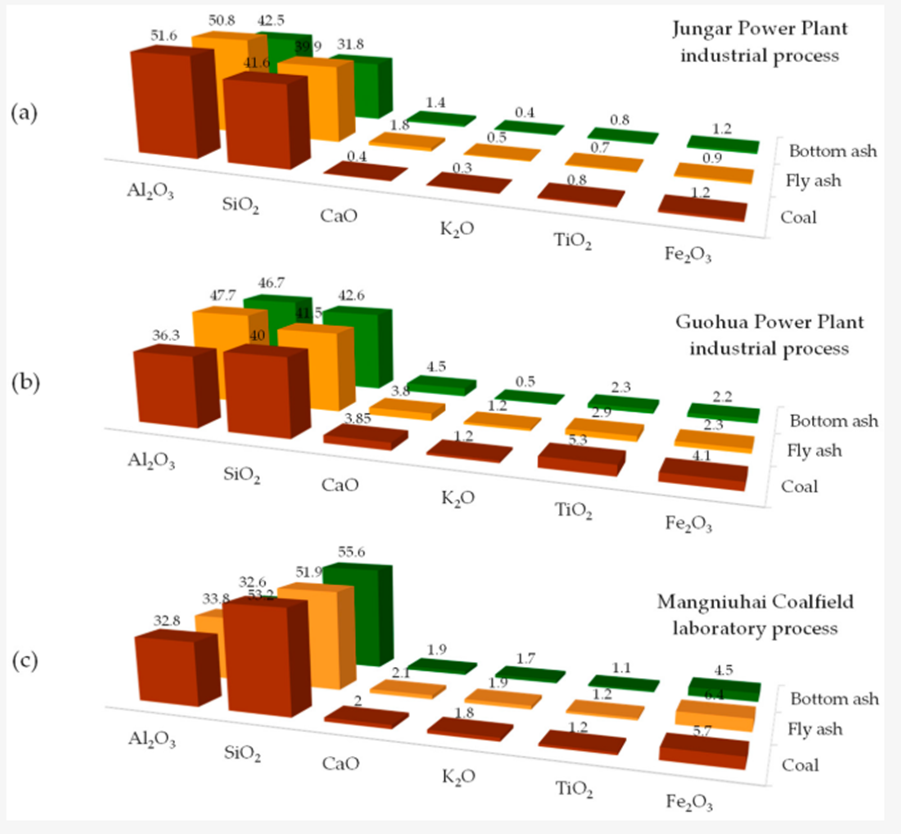 Jungar Power Plant
industrial process
(a)
51.6 50.8 42.5
41.6 39.9 31.8
0.4 1.8 1.4
0.3 0.5 0.4
0.8 0.7 0.8
1.2 0.9 1.2
Bottom ash
Fly ash
Coal
Al₂O₃
SiO₂
CaO
K₂O
TiO₂
Fe₂O₃
Guohua Power Plant
industrial process
(b)
36.3 47.7 46.7
40 41.5 42.6
3.85 3.8 4.5
1.2 1.2 0.5
5.3 2.9 2.3
4.1 2.3 2.2
Bottom ash
Fly ash
Coal
Al₂O₃
SiO₂
CaO
K₂O
TiO₂
Fe₂O₃
Mangniuhai Coalfield
laboratory process
(c)
32.8 33.8 32.6
53.2 51.9 55.6
2 2.1 1.9
1.8 1.9 1.7
1.2 1.2 1.1
5.7 6.4 4.5
Bottom ash
Fly ash
Coal
Al₂O₃
SiO₂
CaO
K₂O
TiO₂
Fe₂O₃